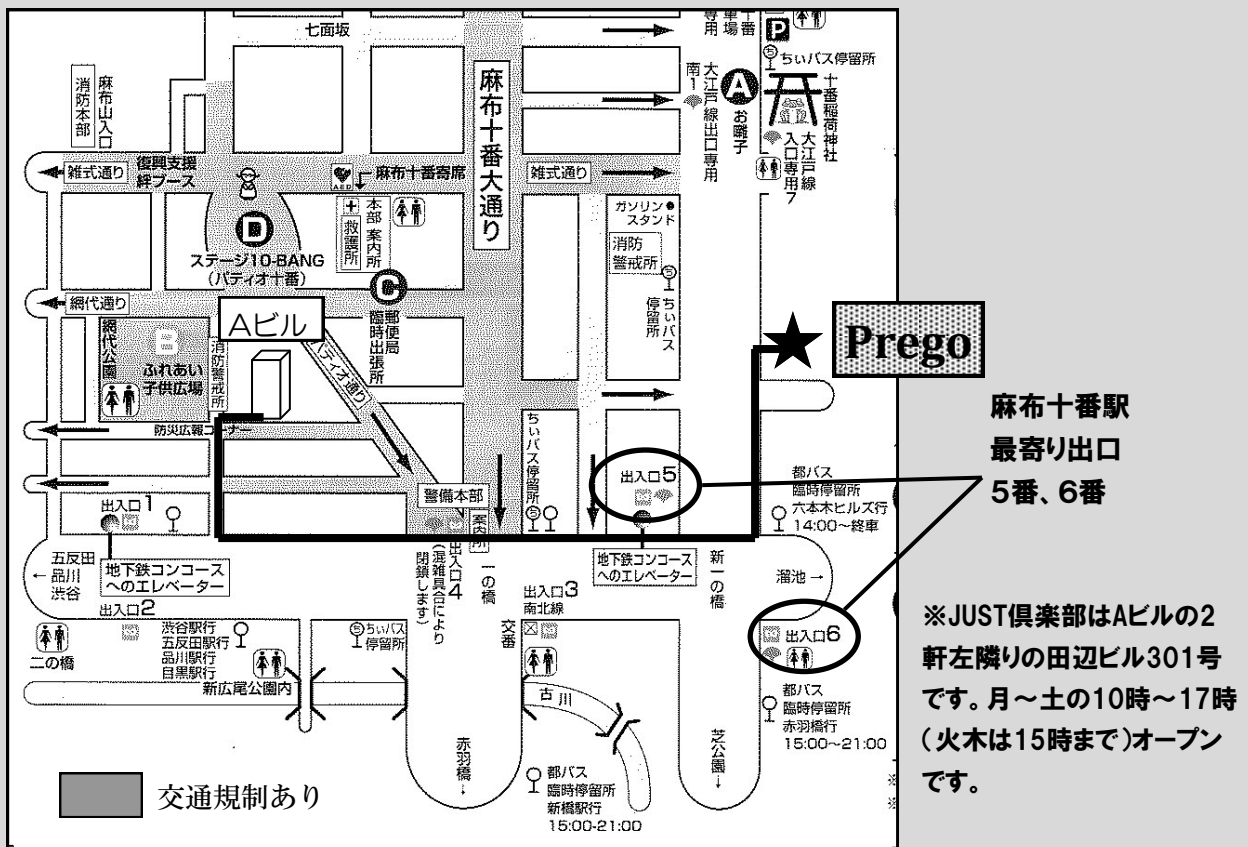 七面坂
十番
車場
専用
P
ちぃバス停留所
麻布山入口
消防本部
麻布十番大通り
大江戸線出口専用
南1
A
お囃子
十番稲荷神社
大江戸線
入口専用7
雑式通り
復興支援
絆ブース
AED
麻布十番寄席
雑式通り
本部 案内所
救護所
ガソリン
スタンド
消防
警戒所
D
ステージ10-BANG
(パティオ十番)
C
郵便局
臨時出張所
ちぃバス
停留所
網代通り
Aビル
網代公園
B
ふれあい
子供広場
消防警戒所
パティオ通り
Prego
防災広報コーナー
ちぃバス停留所
麻布十番駅
最寄り出口
5番、6番
出入口5
警備本部
案内所
都バス
臨時停留所
六本木ヒルズ行
14:00~終車
出入口1
地下鉄コンコース
へのエレベーター
五反田
品川
渋谷
出入口4
(混雑具合により
閉鎖します)
一の橋
地下鉄コンコース
へのエレベーター
新一の橋
溜池→
出入口2
出入口3
南北線
交番
出入口6
二の橋
渋谷駅行
五反田駅行
品川駅行
目黒駅行
ちぃバス
停留所
新広尾公園内
古川
都バス
臨時停留所
赤羽橋行
15:00~21:00
赤羽橋→
芝公園→
都バス
臨時停留所
新橋駅行
15:00-21:00
交通規制あり
※JUST倶楽部はAビルの2
軒左隣りの田辺ビル301号
です。月~土の10時~17時
(火木は15時まで)オープン
です。